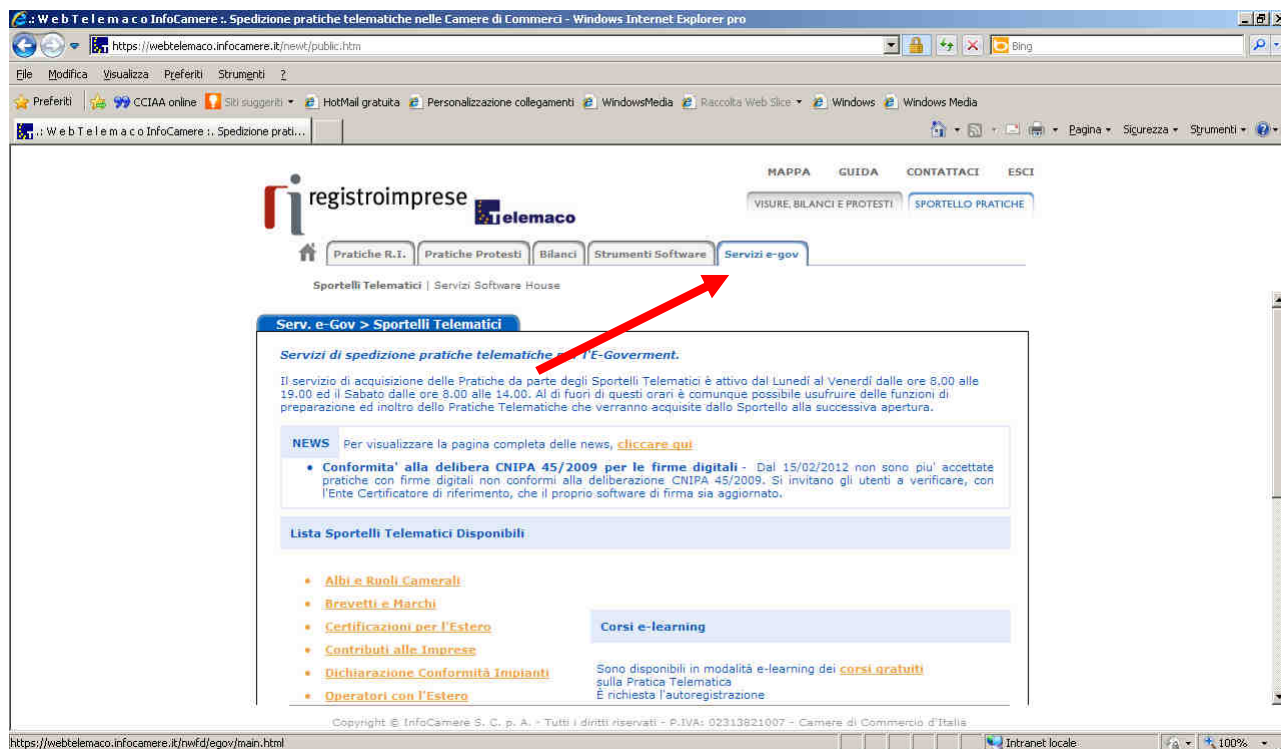 .: W e b T e l e m a c o InfoCamere :. Spedizione pratiche telematiche nelle Camere di Commerci - Windows Internet Explorer pro
https://webtelemaco.infocamere.it/newt/public.htm
Bing
File Modifica Visualizza Preferiti Strumenti ?
Preferiti CCIAA online Siti suggeriti HotMail gratuita Personalizzazione collegamenti WindowsMedia Raccolta Web Slice Windows Windows Media
.: W e b T e l e m a c o InfoCamere :. Spedizione prati...
Pagina Sicurezza Strumenti
MAPPA GUIDA CONTATTACI ESCI
registroimprese Telemaco
VISURE, BILANCI E PROTESTI SPORTELLO PRATICHE
Pratiche R.I. Pratiche Protesti Bilanci Strumenti Software Servizi e-gov
Sportelli Telematici | Servizi Software House
Serv. e-Gov > Sportelli Telematici
Servizi di spedizione pratiche telematiche l'E-Goverment.
Il servizio di acquisizione delle Pratiche da parte degli Sportelli Telematici è attivo dal Lunedí al Venerdí dalle ore 8.00 alle
19.00 ed il Sabato dalle ore 8.00 alle 14.00. Al di fuori di questi orari è comunque possibile usufruire delle funzioni di
preparazione ed inoltro dello Pratiche Telematiche che verranno acquisite dallo Sportello alla successiva apertura.
NEWS Per visualizzare la pagina completa delle news, cliccare qui
• Conformita' alla delibera CNIPA 45/2009 per le firme digitali - Dal 15/02/2012 non sono piu' accettate
pratiche con firme digitali non conformi alla deliberazione CNIPA 45/2009. Si invitano gli utenti a verificare, con
l'Ente Certificatore di riferimento, che il proprio software di firma sia aggiornato.
Lista Sportelli Telematici Disponibili
• Albi e Ruoli Camerali
• Brevetti e Marchi
• Certificazioni per l'Estero
• Contributi alle Imprese
• Dichiarazione Conformità Impianti
• Operatori con l'Estero
Corsi e-learning
Sono disponibili in modalità e-learning dei corsi gratuiti
sulla Pratica Telematica
È richiesta l'autoregistrazione
Copyright © InfoCamere S. C. p. A. - Tutti i diritti riservati - P.IVA: 02313821007 - Camere di Commercio d'Italia
https://webtelemaco.infocamere.it/nwfd/egov/main.html
Intranet locale
100%